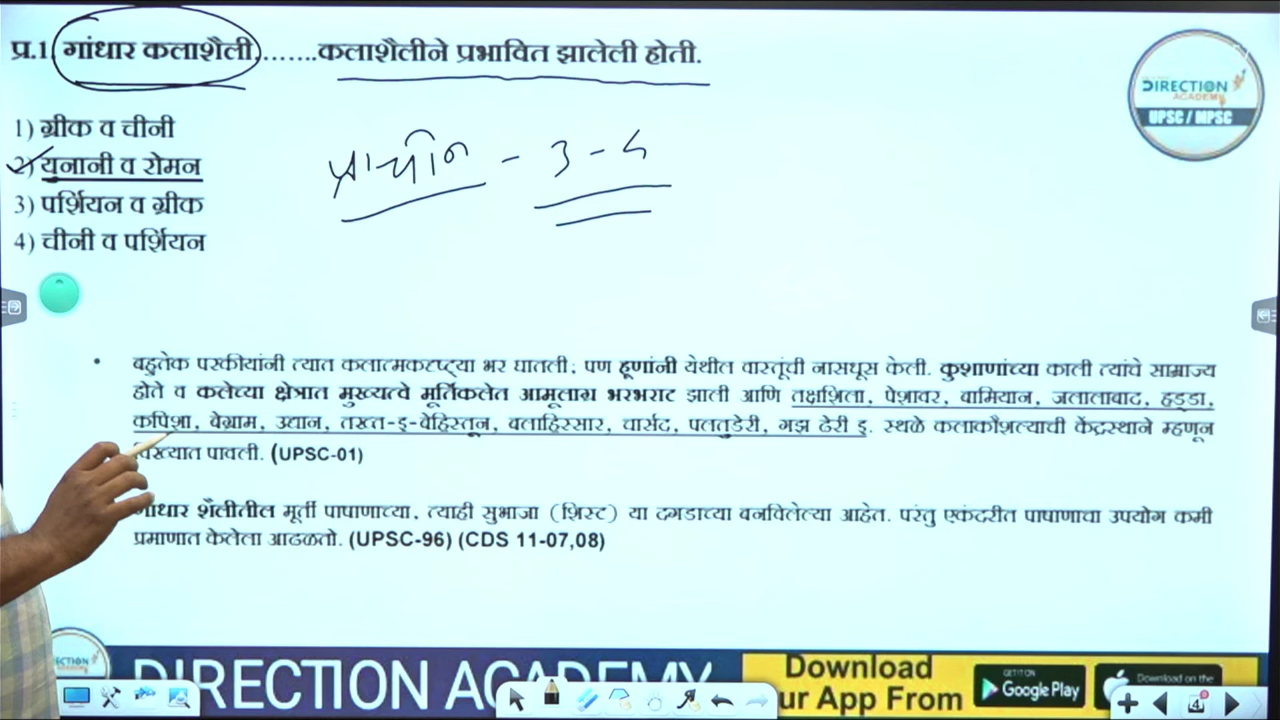 प्र.1 गांधार कलाशैली........कलाशैलीने प्रभावित झालेली होती.
DIRECTION
ACADEMY
UPSC / MPSC
1) ग्रीक व चीनी
2) यूनानी व रोमन
प्राचीन - 3-4
3) पर्शियन व ग्रीक
4) चीनी व पर्शियन
• बहुतेक परकीयांनी त्यात कलात्मकदृष्ट्या भर घातली; पण हूणांनी येथील वास्तूंची नासधूस केली. कुशाणांच्या काली त्यांचे साम्राज्य
होते व कलेच्या क्षेत्रात मुख्यत्वे मूर्तिकलेत आमूलाग्र भरभराट झाली आणि तक्षशिला, पेशावर, बामियान, जलालाबाद, हड्डा,
कपिशा, बेग्राम, उद्यान, तख्त-इ-बेहिस्तून, बलाहिस्सार, चार्सद, पलतूडेरी, गझ ढेरी इ. स्थळे कलाकौशल्याची केंद्रस्थाने म्हणून
विख्यात पावली. (UPSC-01)
गांधार शैलीतील मूर्ती पाषाणाच्या, त्याही सुभाजा (शिस्ट) या दगडाच्या बनविलेल्या आहेत. परंतु एकंदरीत पाषाणाचा उपयोग कमी
प्रमाणात केलेला आढळतो. (UPSC-96) (CDS 11-07,08)
DIRECTION ACADEMY
Download
ur App From
GET IT ON
Google Play
Download on the
4